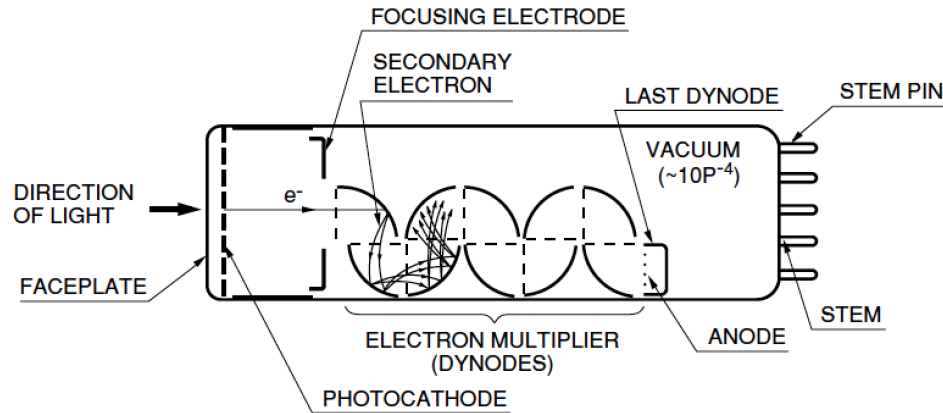 FOCUSING ELECTRODE
SECONDARY
ELECTRON
LAST DYNODE
STEM PIN
VACUUM
(~10P⁻⁴)
DIRECTION
OF LIGHT
e⁻
FACEPLATE
STEM
ELECTRON MULTIPLIER
(DYNODES)
ANODE
PHOTOCATHODE